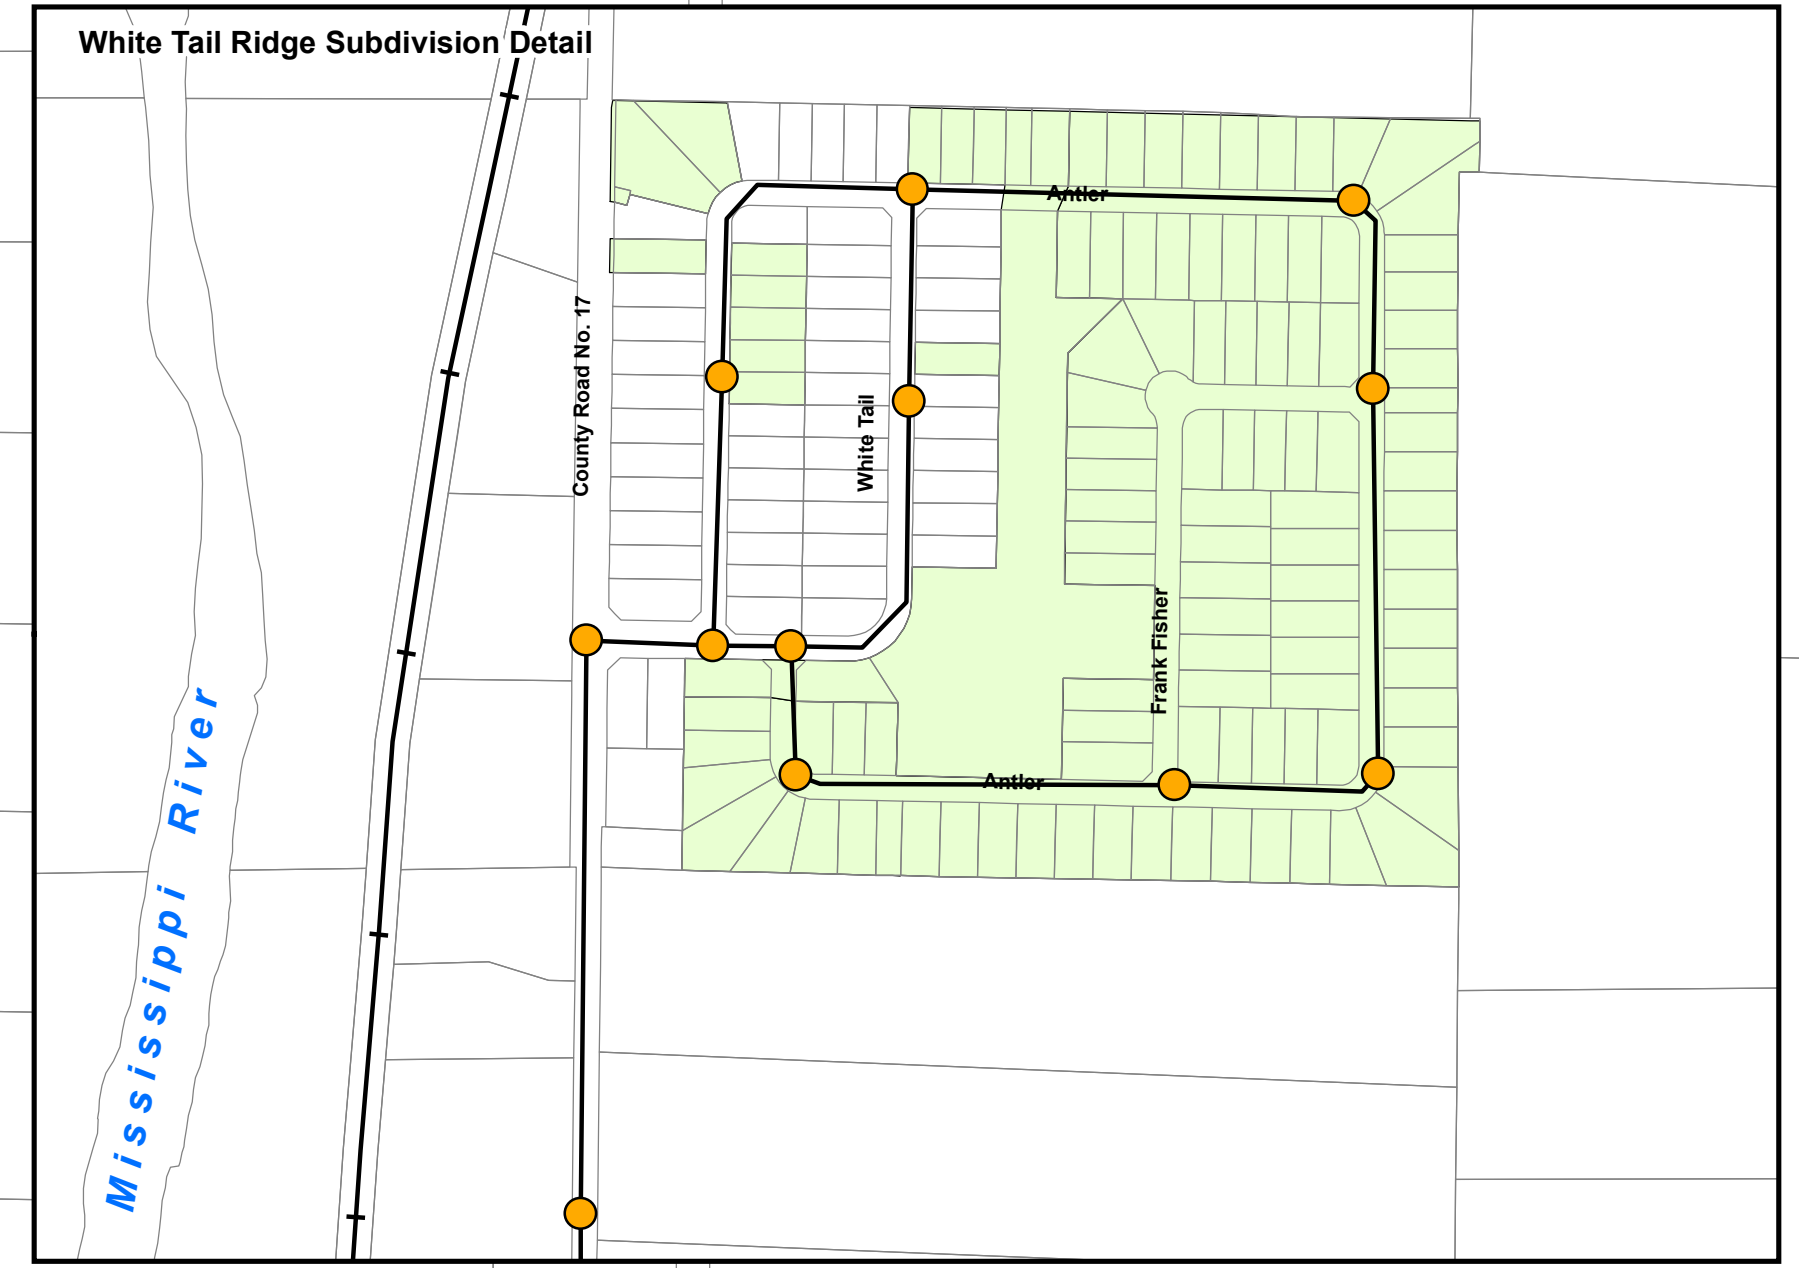 White Tail Ridge Subdivision Detail
Antler
County Road No. 17
White Tail
Frank Fisher
Mississippi River
Antler